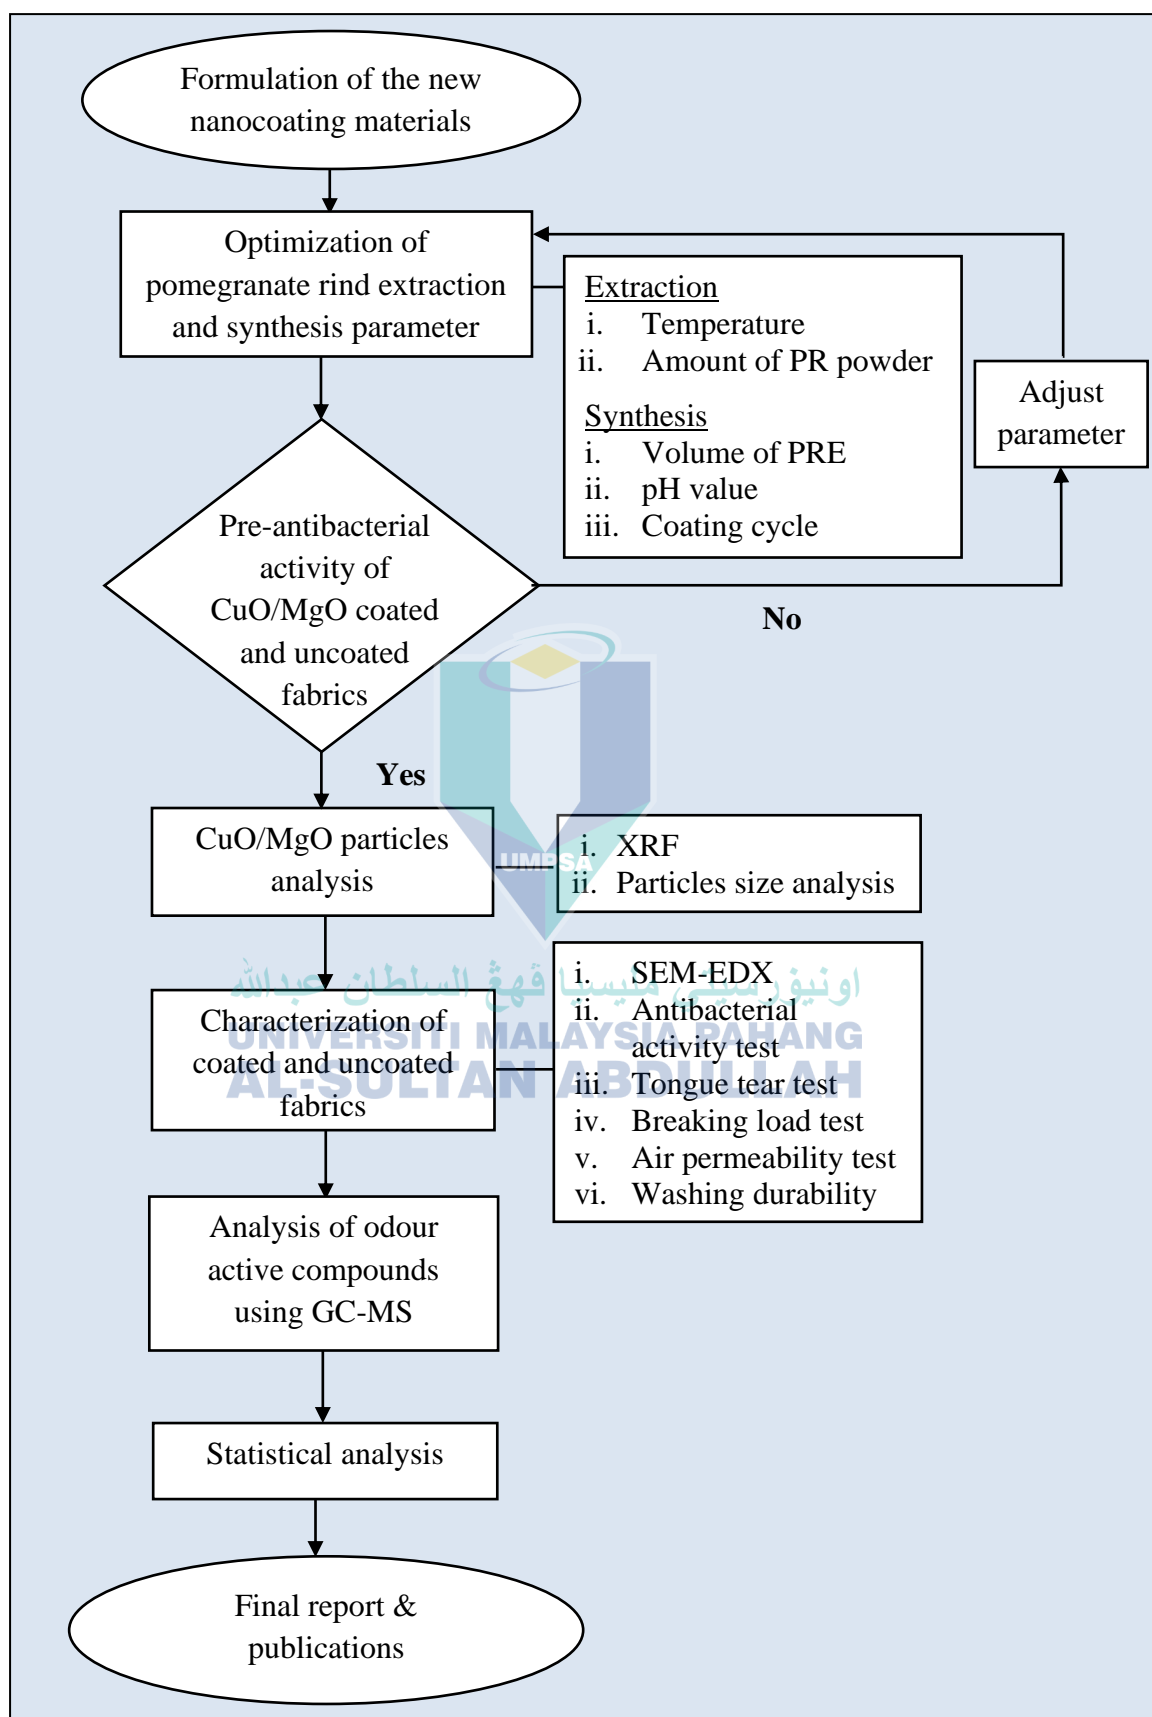 Formulation of the new
nanocoating materials
Optimization of
pomegranate rind extraction
and synthesis parameter
Extraction
i. Temperature
ii. Amount of PR powder
Synthesis
i. Volume of PRE
ii. pH value
iii. Coating cycle
Adjust
parameter
Pre-antibacterial
activity of
CuO/MgO coated
and uncoated
fabrics
No
Yes
CuO/MgO particles
analysis
i. XRF
ii. Particles size analysis
UMPSA
اونيۏرسيتي مليسيا ڤهڠ السلطان عبدالله
UNIVERSITI MALAYSIA PAHANG
AL-SULTAN ABDULLAH
Characterization of
coated and uncoated
fabrics
i. SEM-EDX
ii. Antibacterial
activity test
iii. Tongue tear test
iv. Breaking load test
v. Air permeability test
vi. Washing durability
Analysis of odour
active compounds
using GC-MS
Statistical analysis
Final report &
publications